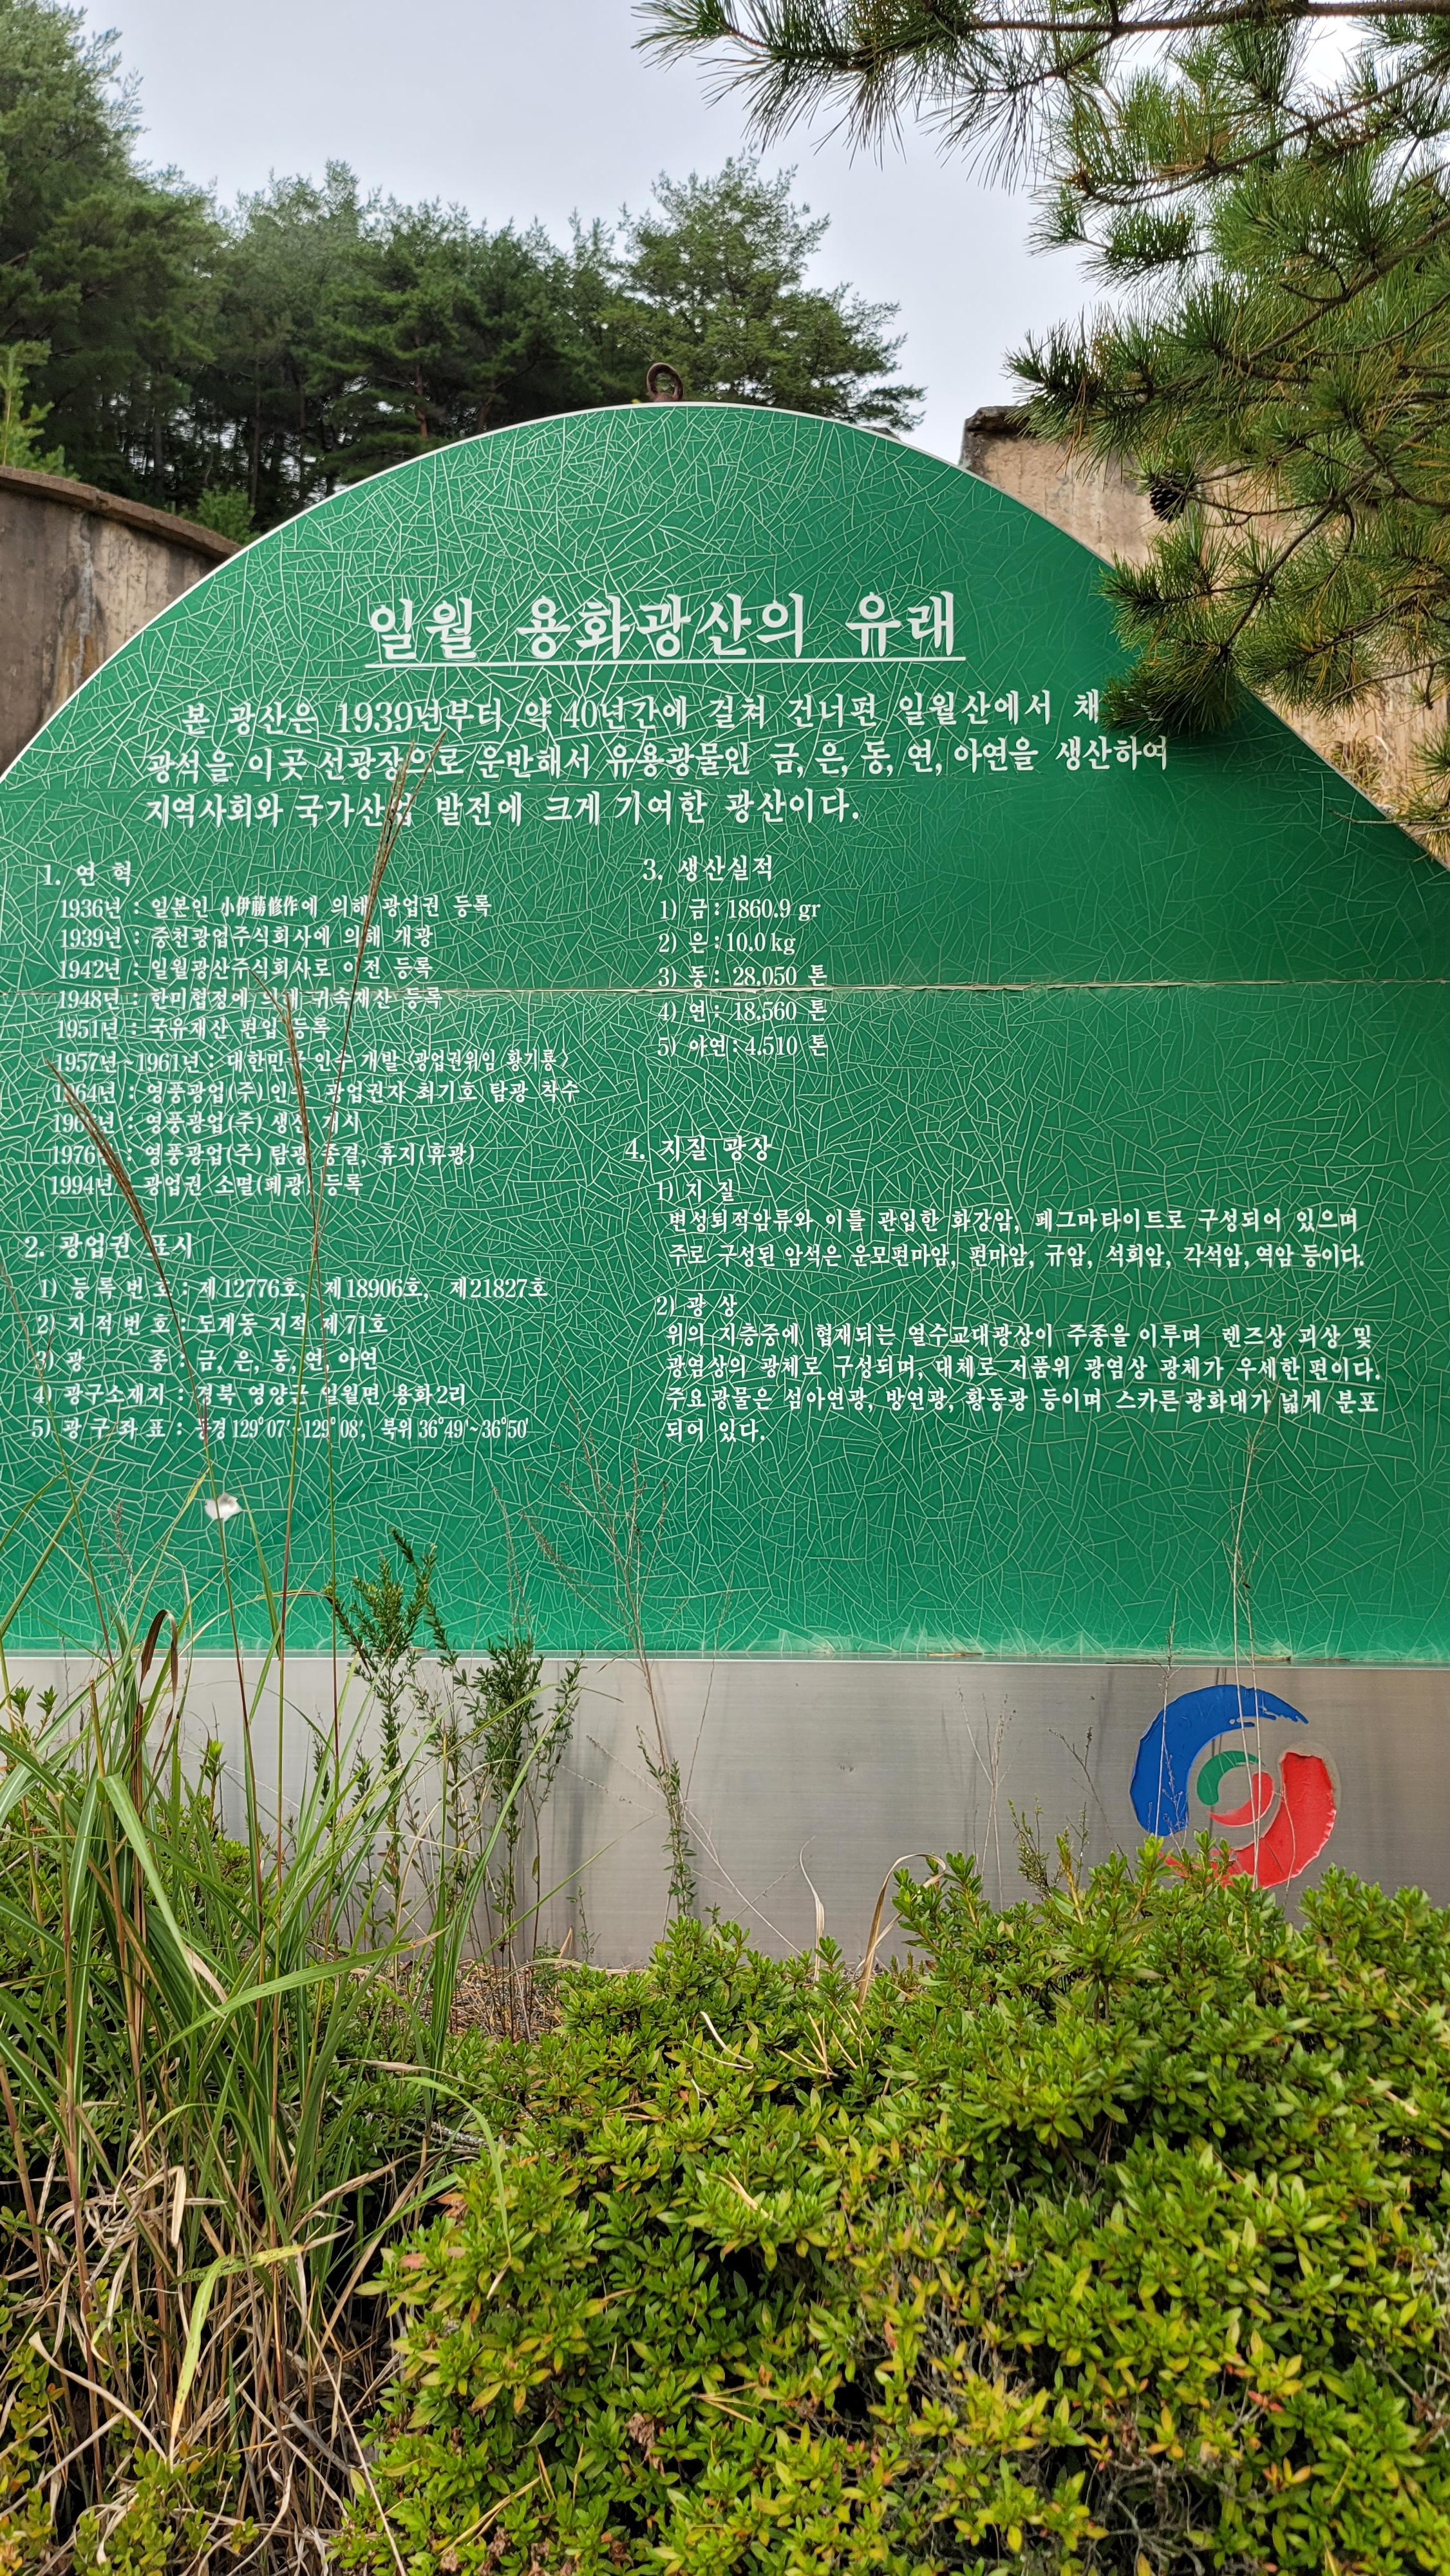 일월 용화광산의 유래
본 광산은 1939년부터 약 40년간에 걸쳐 건너편 일월산에서 채
광석을 이곳 선광장으로 운반해서 유용광물인 금, 은, 동, 연, 아연을 생산하여
지역사회와 국가산업 발전에 크게 기여한 광산이다.
1. 연 혁
1936년 : 일본인 小伊藤修作에 의해 광업권 등록
1939년 : 중천광업주식회사에 의해 개광
1942년 : 일월광산주식회사로 이전 등록
1948년 : 한미협정에 의해 귀속재산 등록
1951년 : 국유재산 편입 등록
1957년~1961년 : 대한민국 인수 개발 <광업권위임 황기룡>
1964년 : 영풍광업(주) 인수 광업권자 최기호 탐광 착수
영풍광업(주) 생산 개시
1976년 : 영풍광업(주) 탐광 종결, 휴지(휴광)
1994년 : 광업권 소멸(폐광) 등록
2. 광업권 표시
1) 등 록 번 호 : 제12776호, 제18906호, 제21827호
2) 지 적 번 호 : 도계동 지적 제71호
3) 광 종 : 금, 은, 동, 연, 아연
4) 광구소재지 : 경북 영양군 일월면 용화2리
5) 광 구 좌 표 : 동경 129°07'~129°08', 북위 36°49'~36°50'
3. 생산실적
1) 금 : 1860.9 gr
2) 은 : 10.0 kg
3) 동 : 28.050 톤
4) 연 : 18.560 톤
5) 아연 : 4.510 톤
4. 지질 광상
1) 지 질
변성퇴적암류와 이를 관입한 화강암, 페그마타이트로 구성되어 있으며
주로 구성된 암석은 운모편마암, 편마암, 규암, 석회암, 각석암, 역암 등이다.
2) 광 상
위의 지층중에 협재되는 열수교대광상이 주종을 이루며 렌즈상 괴상 및
광염상의 광체로 구성되며, 대체로 저품위 광염상 광체가 우세한 편이다.
주요광물은 섬아연광, 방연광, 황동광 등이며 스카른 광화대가 넓게 분포
되어 있다.